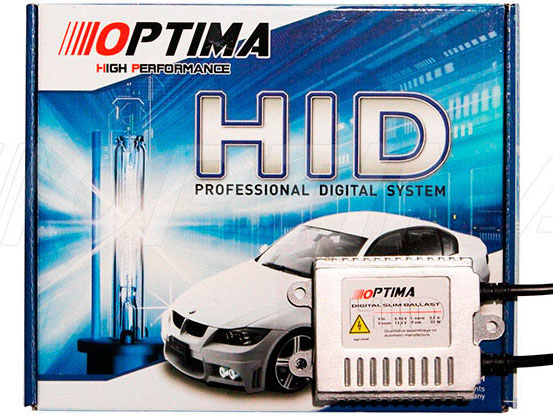 OPTIMA
HIGH PERFORMANCE
HID
PROFESSIONAL DIGITAL SYSTEM
OPTIMA
DIGITAL SLIM BALLAST